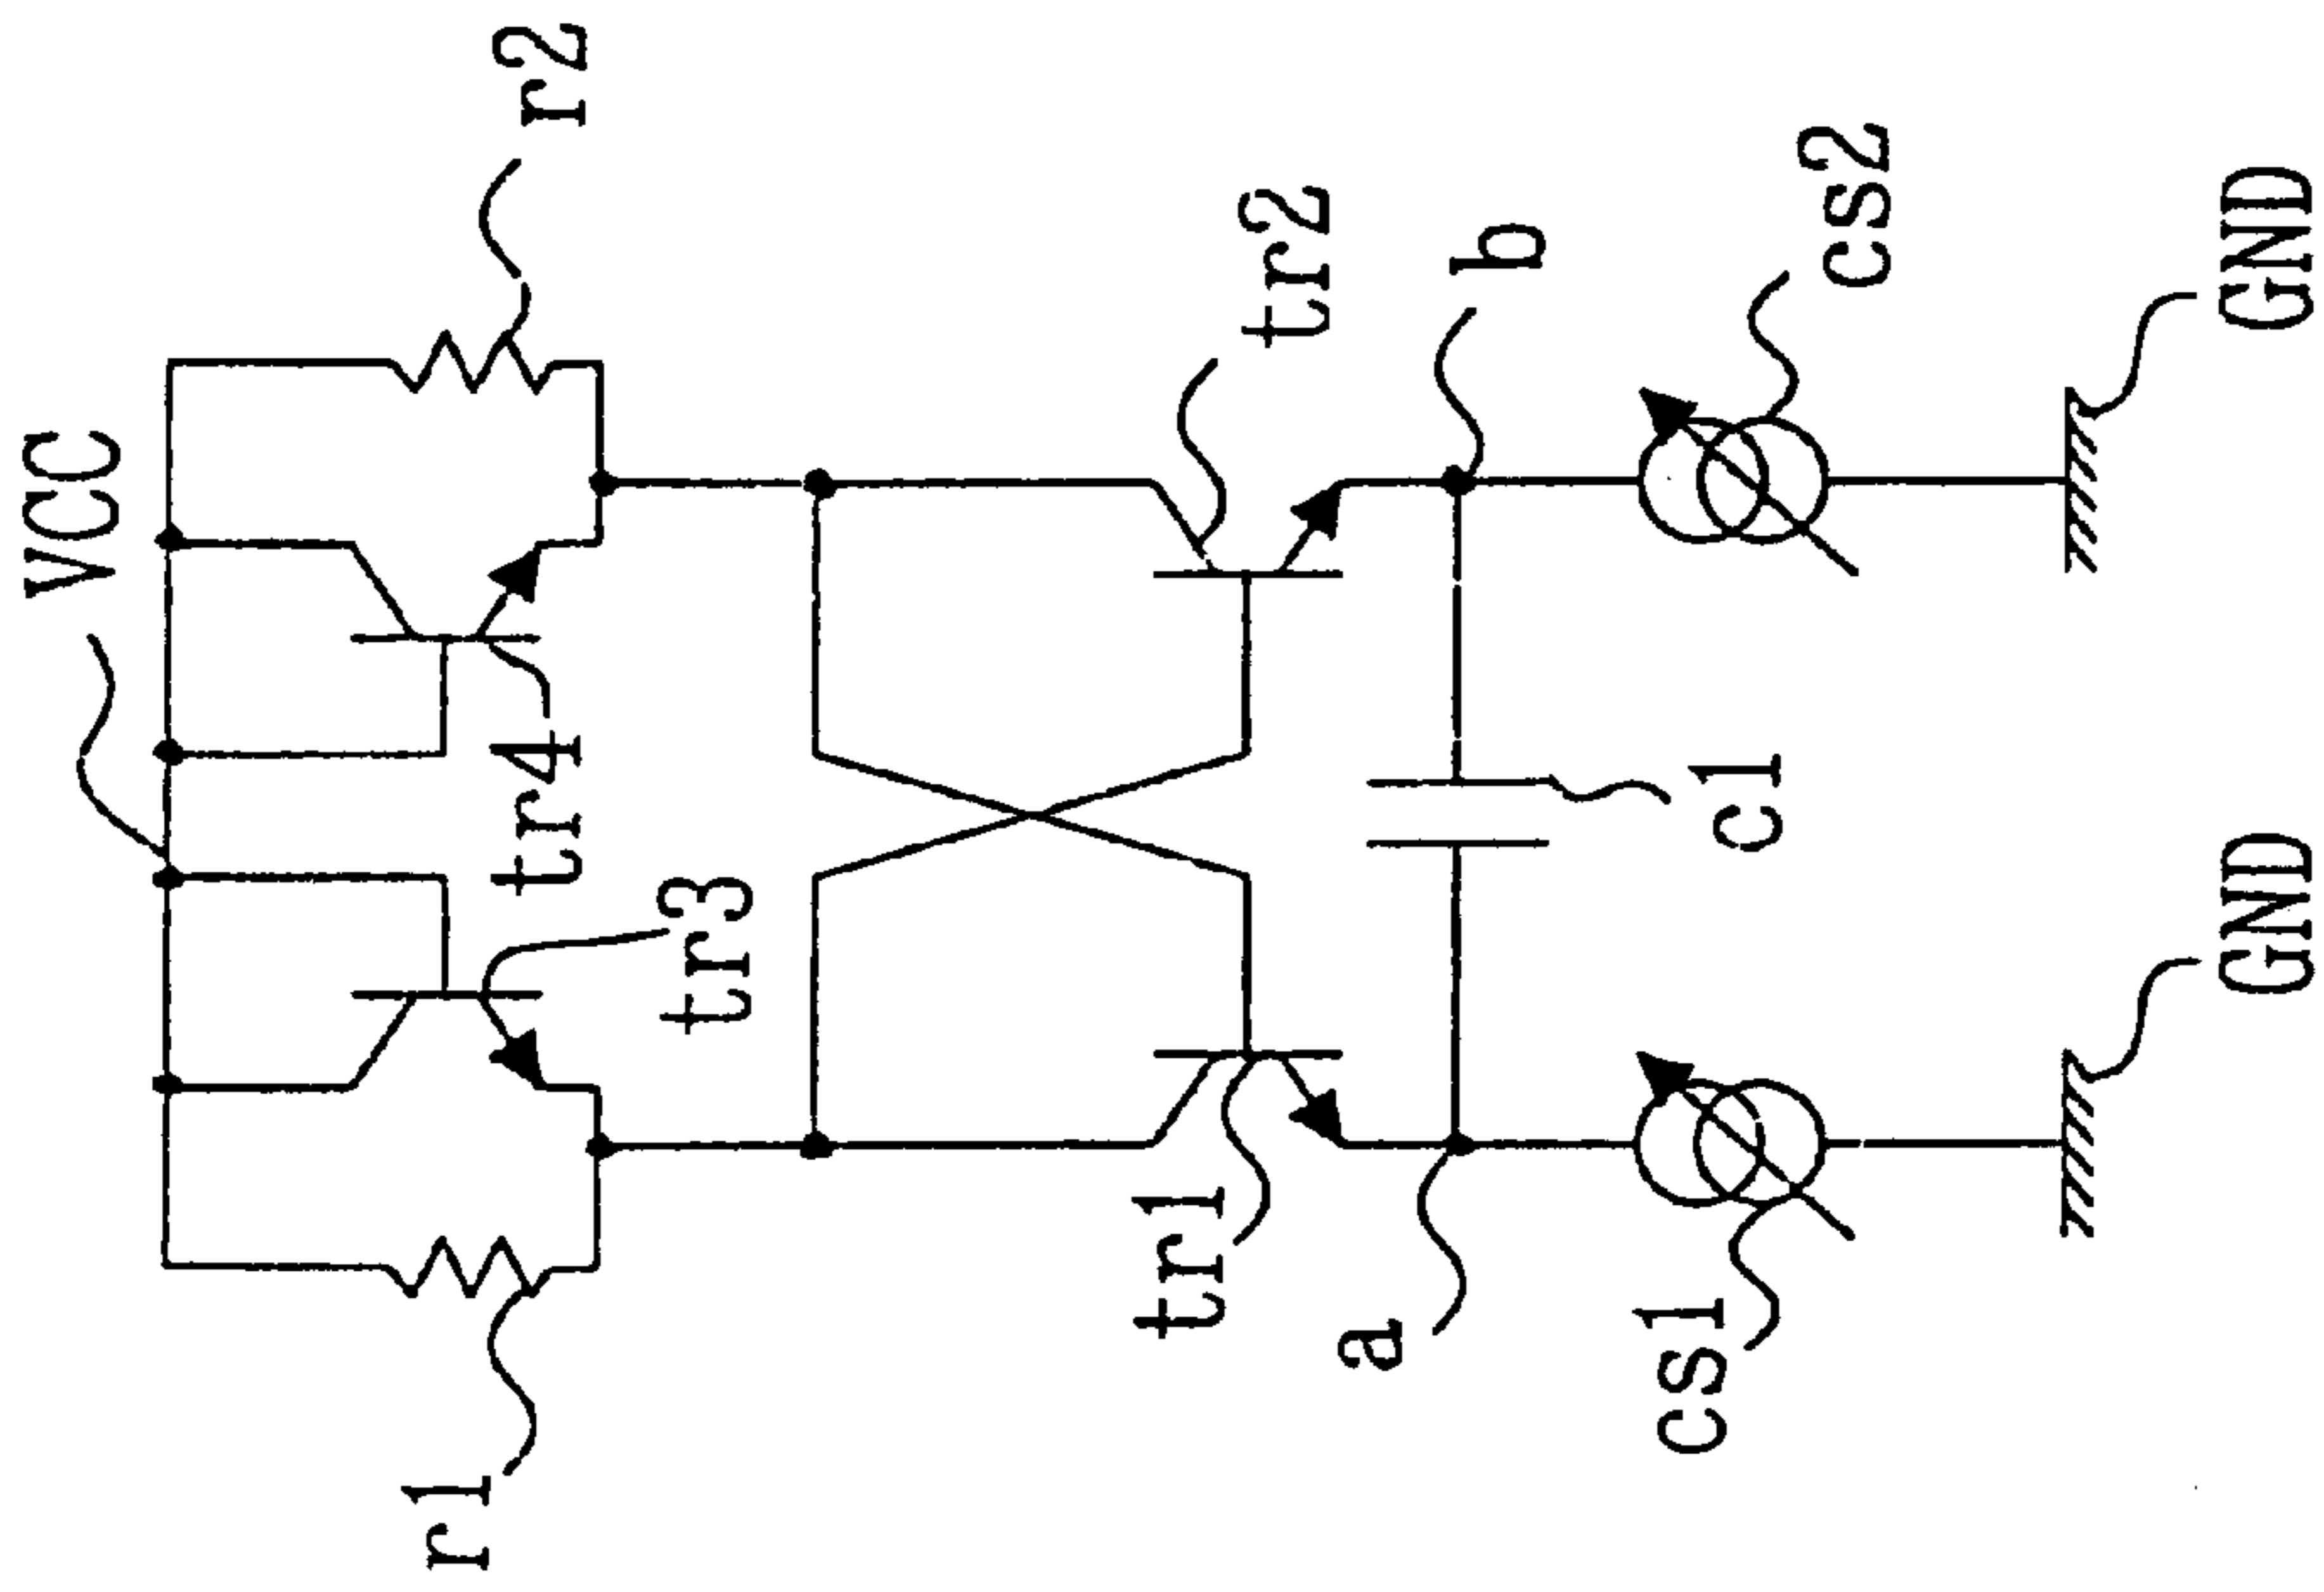 VCC
r1
r2
tr3
tr4
tr1
tr2
a
b
c1
cs1
cs2
GND
GND